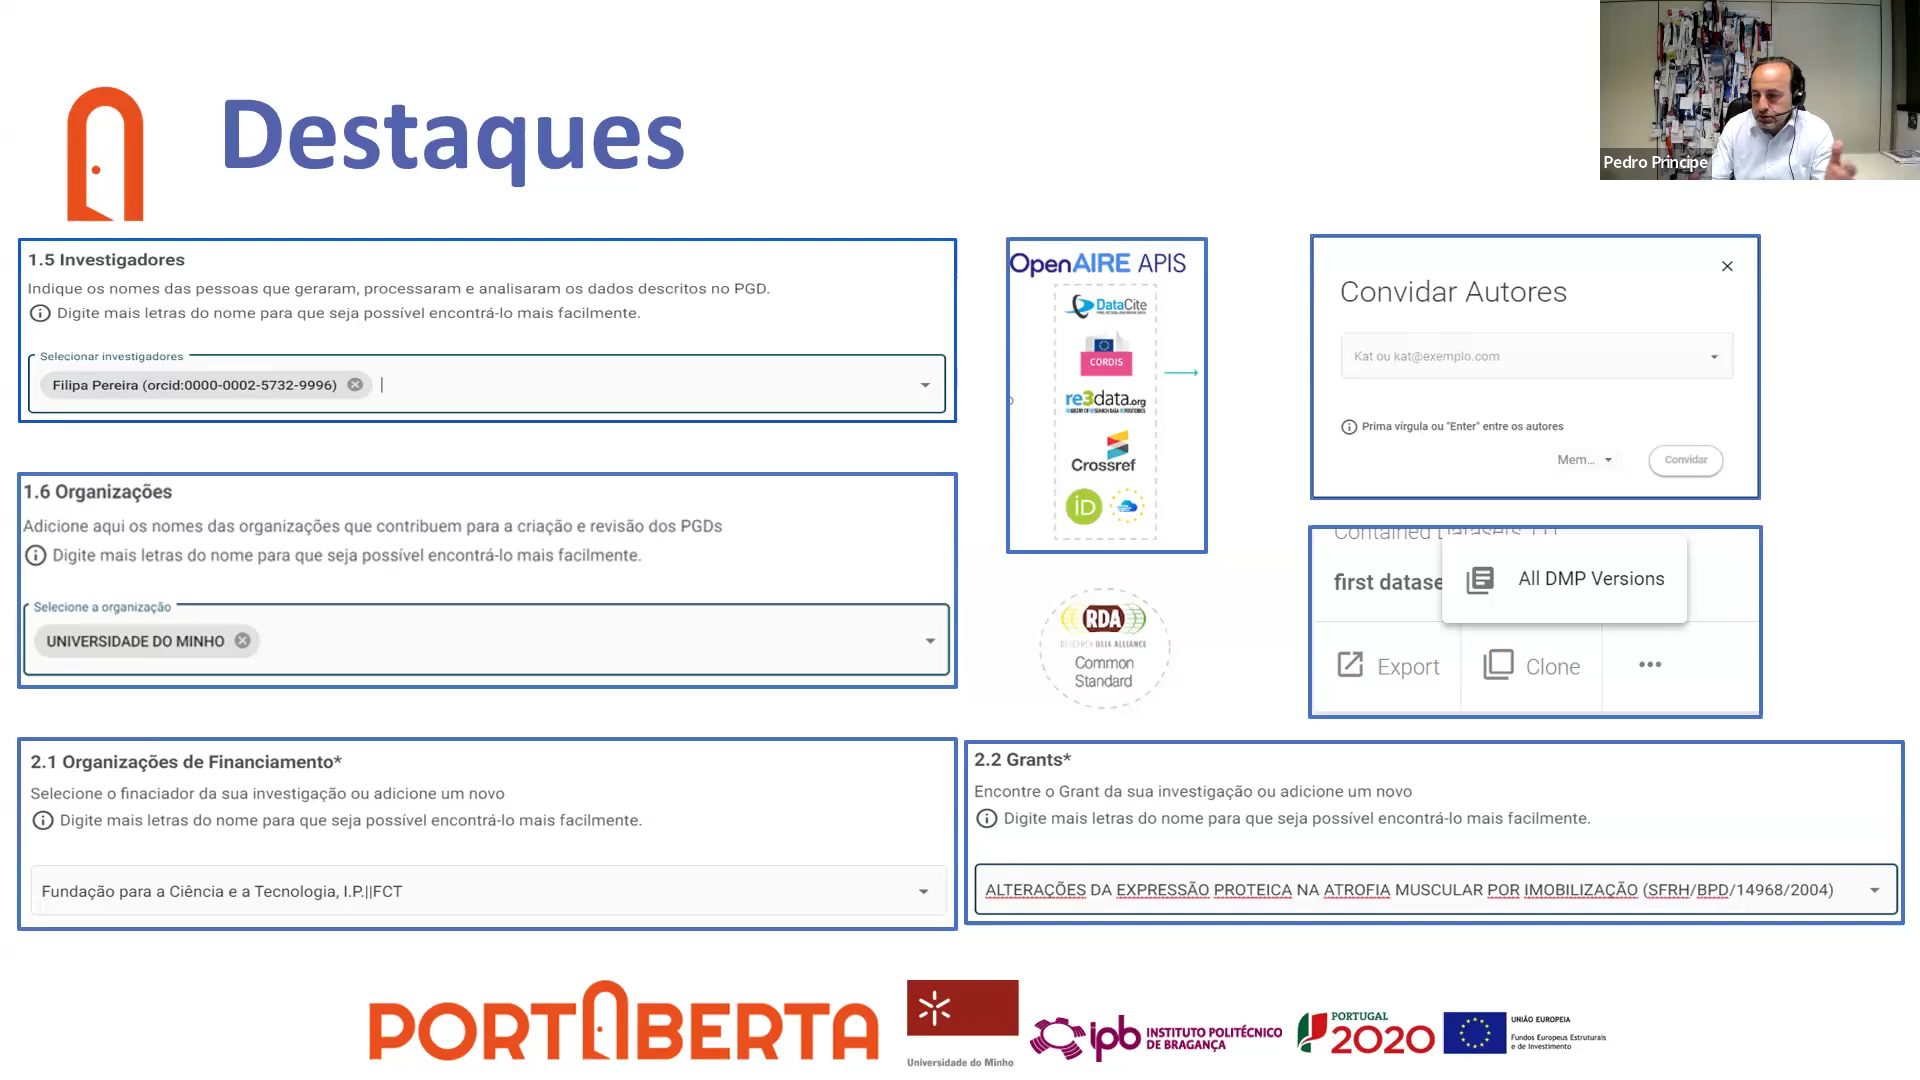 Destaques
Pedro Príncipe
1.5 Investigadores
Indique os nomes das pessoas que geraram, processaram e analisaram os dados descritos no PGD.
Digite mais letras do nome para que seja possível encontrá-lo mais facilmente.
Selecionar investigadores
Filipa Pereira (orcid:0000-0002-5732-9996)
OpenAIRE APIS
DataCite
CORDIS
re3data.org
Crossref
iD
Convidar Autores
Kat ou kat@exemplo.com
Prima vírgula ou "Enter" entre os autores
Mem...
Convidar
1.6 Organizações
Adicione aqui os nomes das organizações que contribuem para a criação e revisão dos PGDs
Digite mais letras do nome para que seja possível encontrá-lo mais facilmente.
Selecione a organização
UNIVERSIDADE DO MINHO
RDA
RESEARCH DATA ALLIANCE
Common
Standard
Contained Datasets
first datase
All DMP Versions
Export
Clone
2.1 Organizações de Financiamento*
Selecione o finaciador da sua investigação ou adicione um novo
Digite mais letras do nome para que seja possível encontrá-lo mais facilmente.
Fundação para a Ciência e a Tecnologia, I.P.||FCT
2.2 Grants*
Encontre o Grant da sua investigação ou adicione um novo
Digite mais letras do nome para que seja possível encontrá-lo mais facilmente.
ALTERAÇÕES DA EXPRESSÃO PROTEICA NA ATROFIA MUSCULAR POR IMOBILIZAÇÃO (SFRH/BPD/14968/2004)
PORTABERTA
Universidade do Minho
ipb INSTITUTO POLITÉCNICO
DE BRAGANÇA
PORTUGAL
2020
UNIÃO EUROPEIA
Fundos Europeus Estruturais
e de Investimento